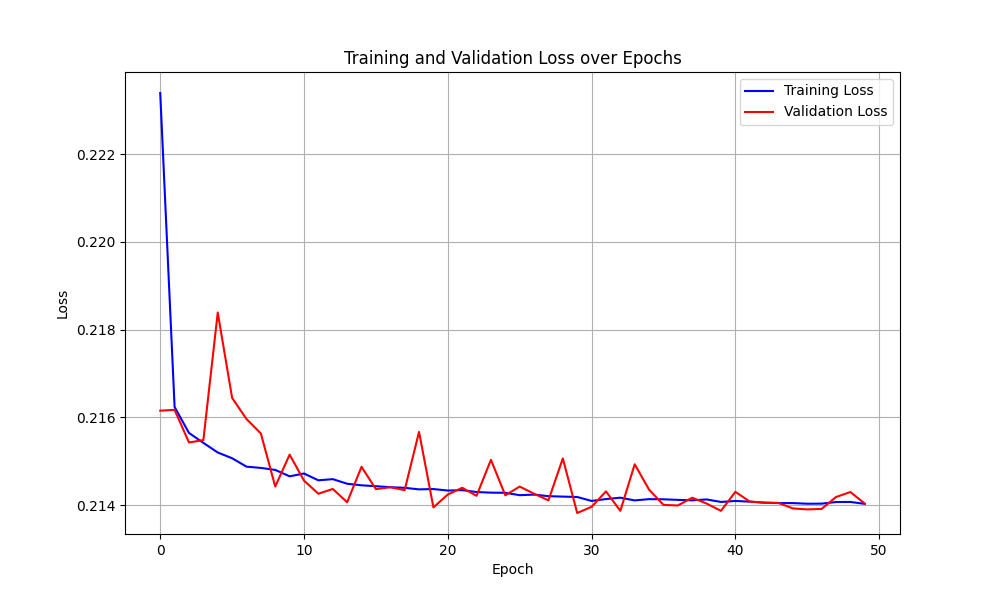 Training and Validation Loss over Epochs
Training Loss
Validation Loss
0.222
0.220
0.218
0.216
0.214
Loss
0 10 20 30 40 50
Epoch